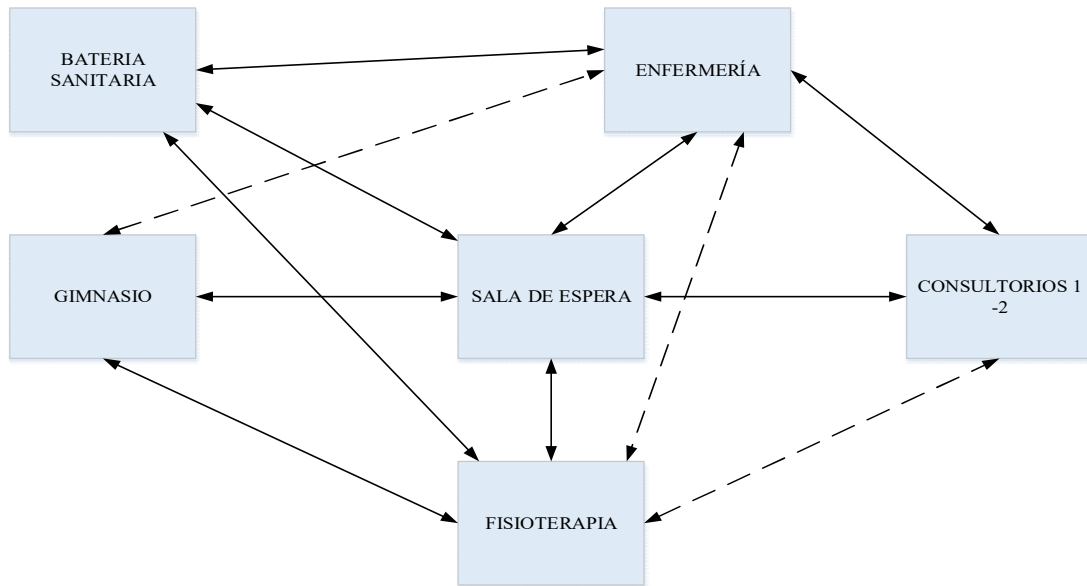 BATERIA
SANITARIA
ENFERMERÍA
GIMNASIO
SALA DE ESPERA
CONSULTORIOS 1
-2
FISIOTERAPIA